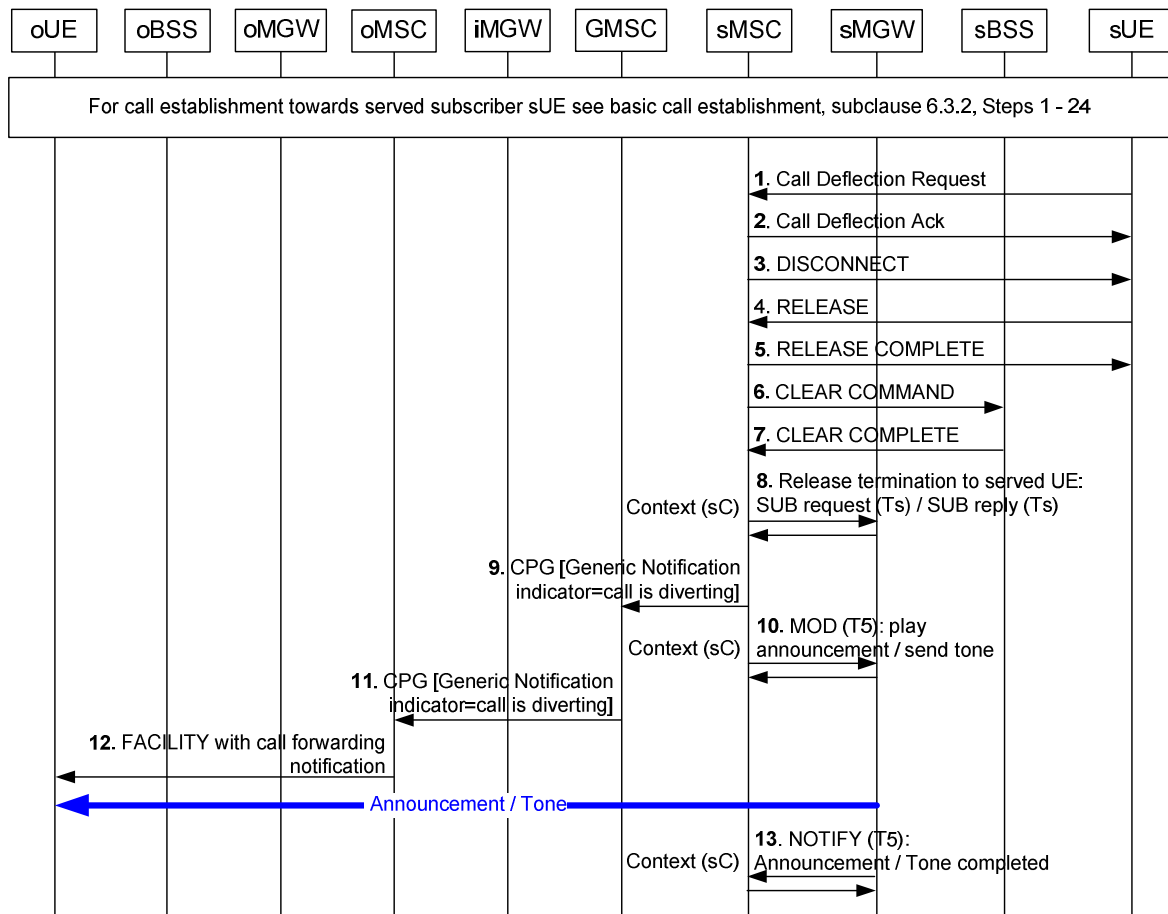 oUE oBSS oMGW oMSC iMGW GMSC sMSC sMGW sBSS sUE
For call establishment towards served subscriber sUE see basic call establishment, subclause 6.3.2, Steps 1 - 24
1. Call Deflection Request
2. Call Deflection Ack
3. DISCONNECT
4. RELEASE
5. RELEASE COMPLETE
6. CLEAR COMMAND
7. CLEAR COMPLETE
8. Release termination to served UE:
Context (sC) SUB request (Ts) / SUB reply (Ts)
9. CPG [Generic Notification
indicator=call is diverting]
10. MOD (T5): play
Context (sC) announcement / send tone
11. CPG [Generic Notification
indicator=call is diverting]
12. FACILITY with call forwarding
notification
Announcement / Tone
13. NOTIFY (T5):
Context (sC) Announcement / Tone completed